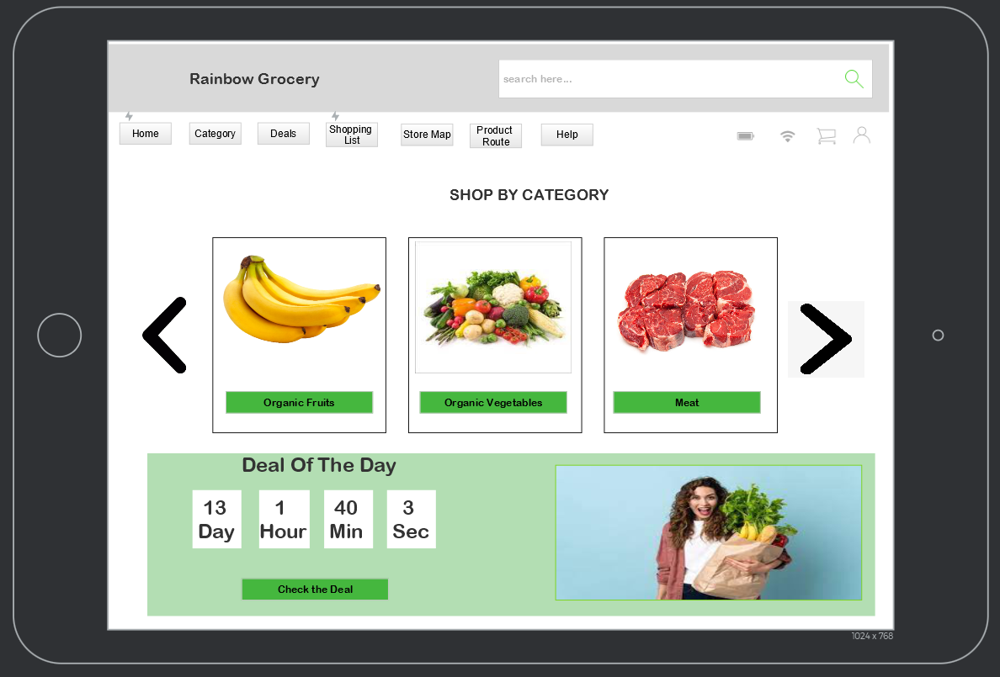 Rainbow Grocery
search here...
Home
Category
Deals
Shopping
List
Store Map
Product
Route
Help
SHOP BY CATEGORY
Organic Fruits
Organic Vegetables
Meat
Deal Of The Day
13
Day
1
Hour
40
Min
3
Sec
Check the Deal
1024 x 768